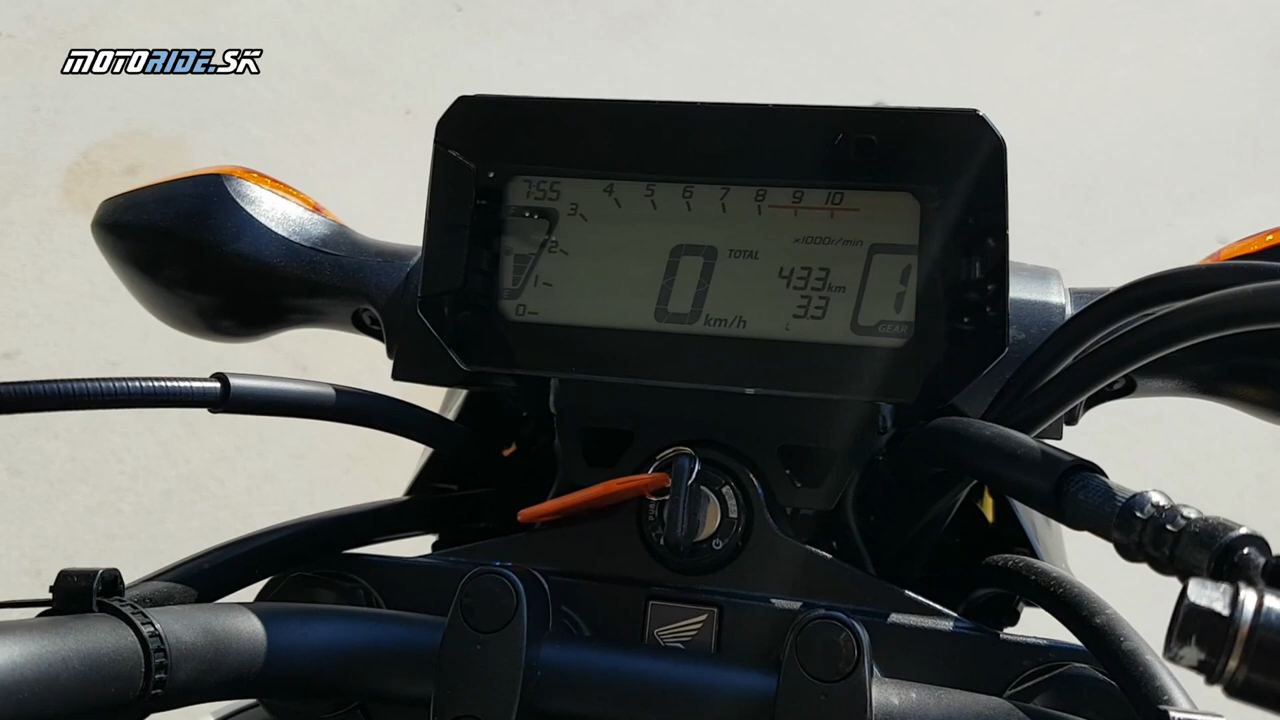 MOTORIDE.SK
7:55
4 5 6 7 8 9 10
3
2
1
0
x1000r/min
0 km/h
TOTAL
433 km
3.3
L
1
GEAR